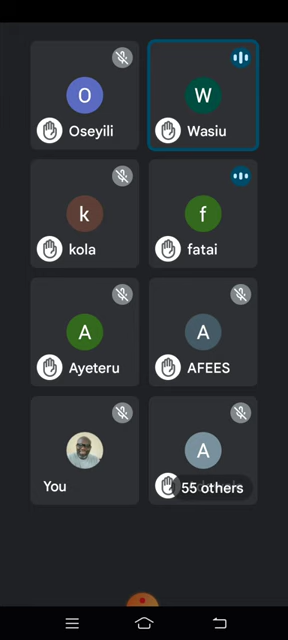 O
Oseyili
W
Wasiu
k
kola
f
fatai
A
Ayeteru
A
AFEES
You
A
55 others